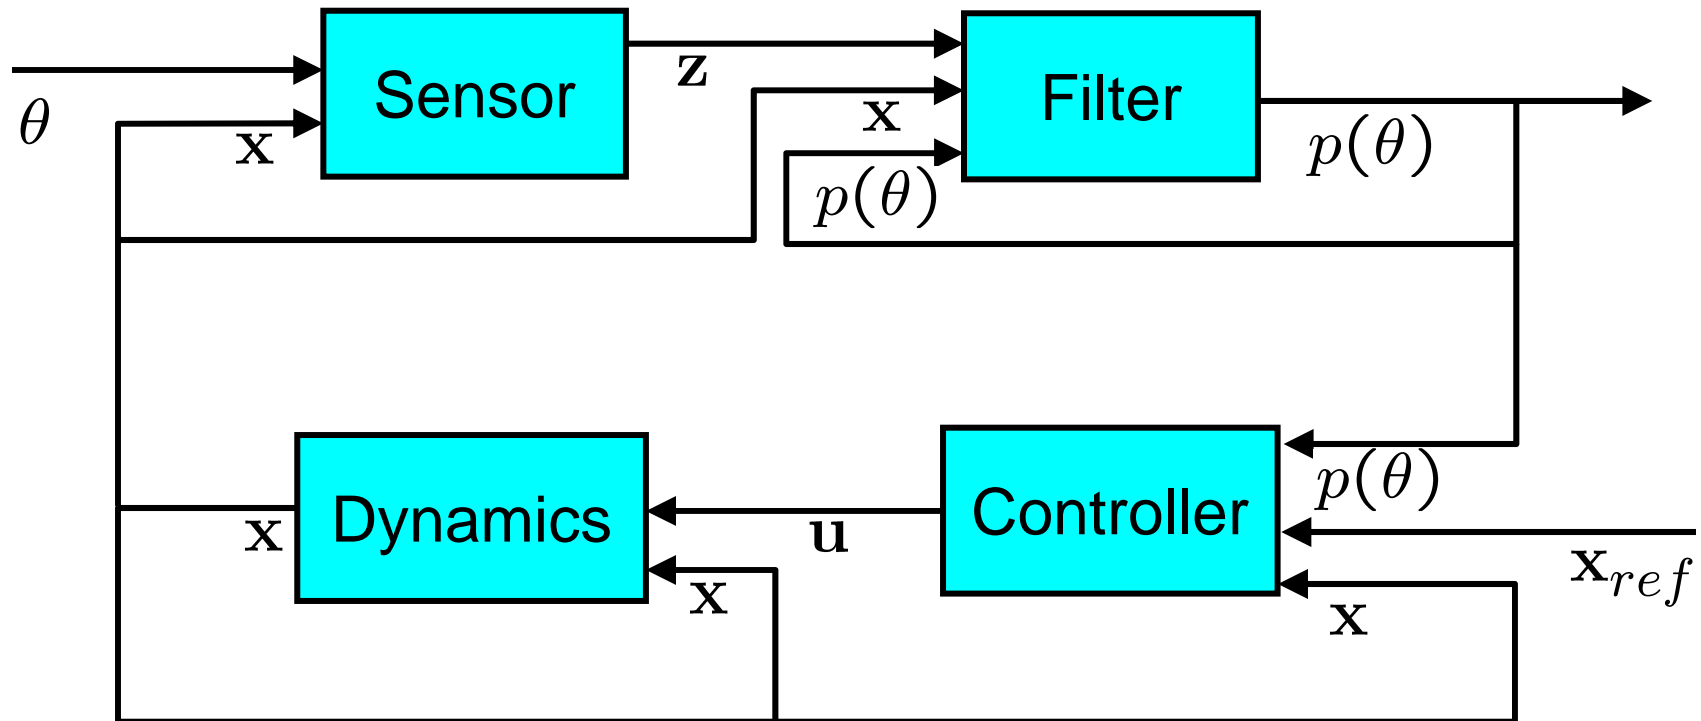 Sensor
z
Filter
θ
x
x
p(θ)
p(θ)
Dynamics
x
u
x
Controller
p(θ)
x_ref
x